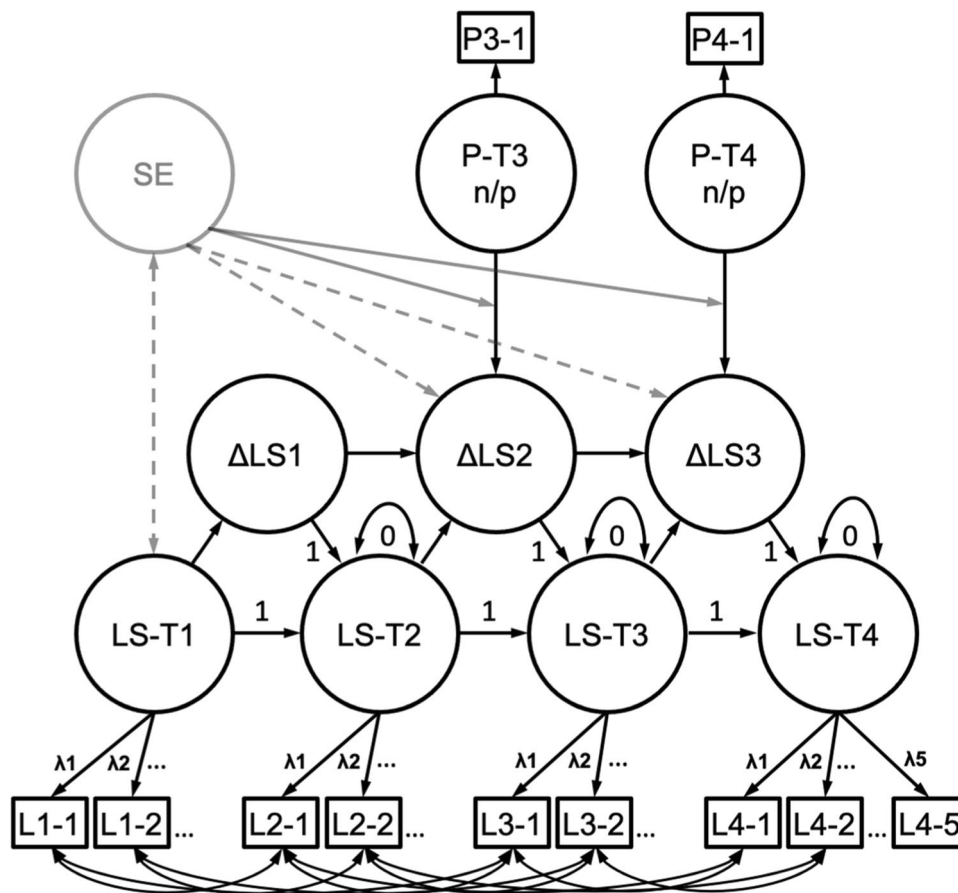 P3-1
P4-1
SE
P-T3
n/p
P-T4
n/p
ΔLS1
ΔLS2
ΔLS3
1
0
1
0
1
0
LS-T1
1
LS-T2
1
LS-T3
1
LS-T4
λ1
λ2
...
λ1
λ2
...
λ1
λ2
...
λ1
λ2
...
λ5
L1-1
L1-2
...
L2-1
L2-2
...
L3-1
L3-2
...
L4-1
L4-2
...
L4-5